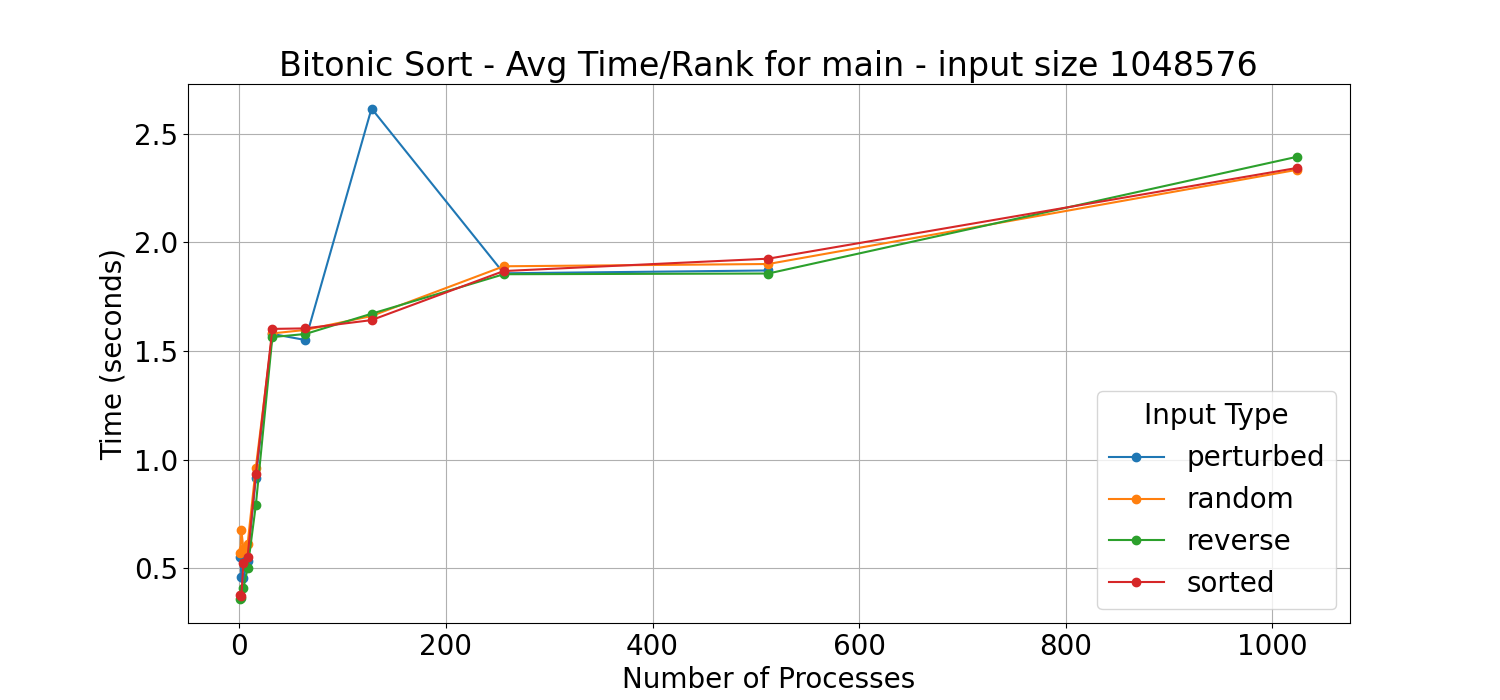 Bitonic Sort - Avg Time/Rank for main - input size 1048576
Time (seconds)
2.5
2.0
1.5
1.0
0.5
0
200
400
600
800
1000
Number of Processes
Input Type
perturbed
random
reverse
sorted